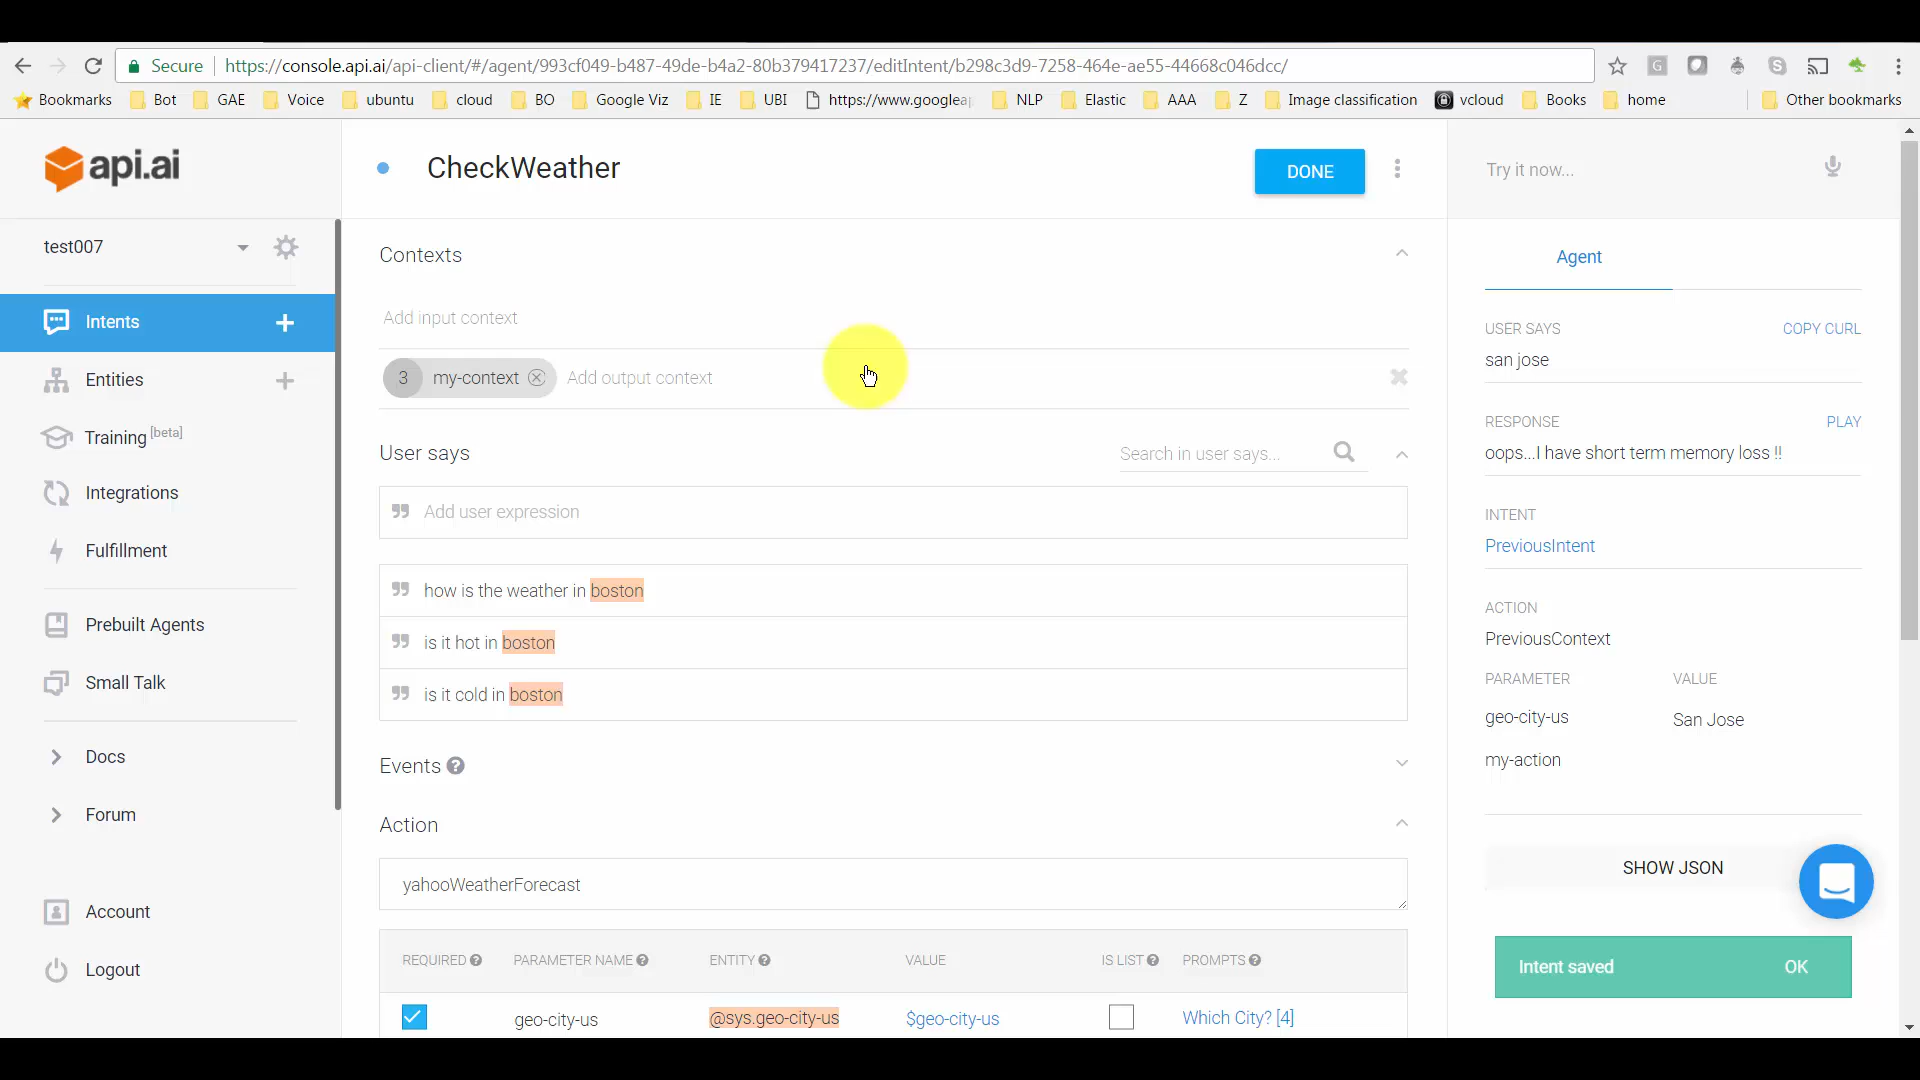 Secure https://console.api.ai/api-client/#/agent/993cf049-b487-49de-b4a2-80b379417237/editIntent/b298c3d9-7258-464e-ae55-44668c046dcc/
Bookmarks Bot GAE Voice ubuntu cloud BO Google Viz IE UBI https://www.googleap NLP Elastic AAA Z Image classification vcloud Books home Other bookmarks
api.ai
test007
Intents
Entities
Training [beta]
Integrations
Fulfillment
Prebuilt Agents
Small Talk
Docs
Forum
Account
Logout
CheckWeather
DONE
Contexts
Add input context
3 my-context Add output context
User says
Search in user says...
Add user expression
how is the weather in boston
is it hot in boston
is it cold in boston
Events
Action
yahooWeatherForecast
REQUIRED PARAMETER NAME ENTITY VALUE IS LIST PROMPTS
geo-city-us @sys.geo-city-us $geo-city-us Which City? [4]
Try it now...
Agent
USER SAYS COPY CURL
san jose
RESPONSE PLAY
oops...I have short term memory loss !!
INTENT
PreviousIntent
ACTION
PreviousContext
PARAMETER VALUE
geo-city-us San Jose
my-action
SHOW JSON
Intent saved OK